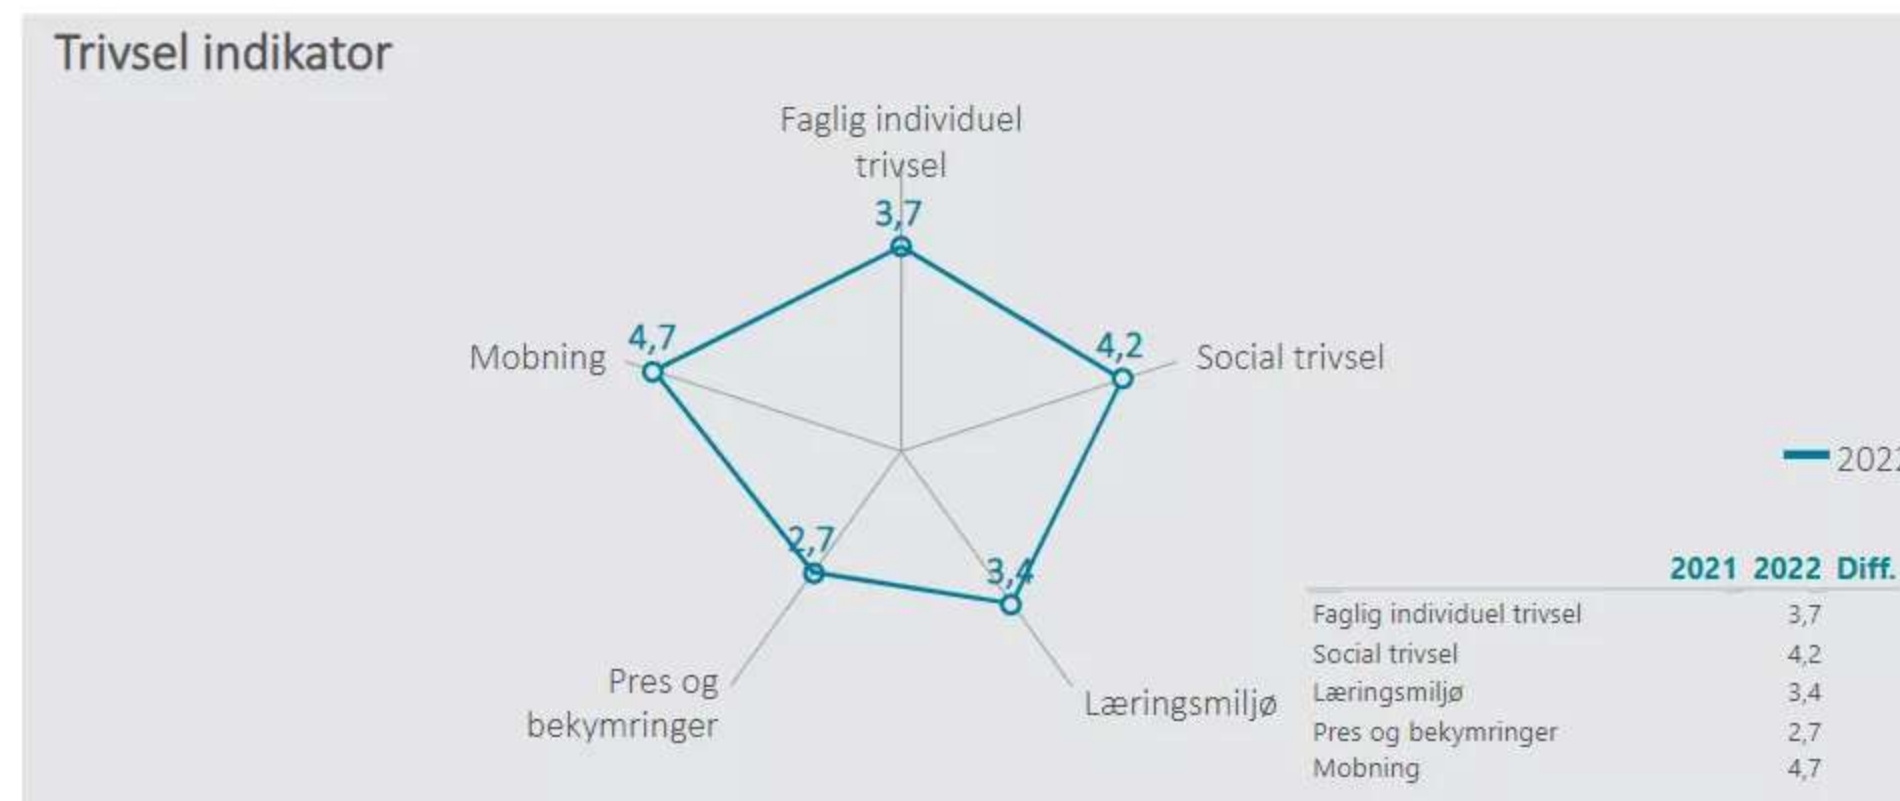 Trivsel indikator
Faglig individuel
trivsel
3,7
4,7
Mobning
4,2
Social trivsel
2022
2,7
3,4
Pres og
bekymringer
Læringsmiljø
2021 2022 Diff.
Faglig individuel trivsel 3,7
Social trivsel 4,2
Læringsmiljø 3,4
Pres og bekymringer 2,7
Mobning 4,7